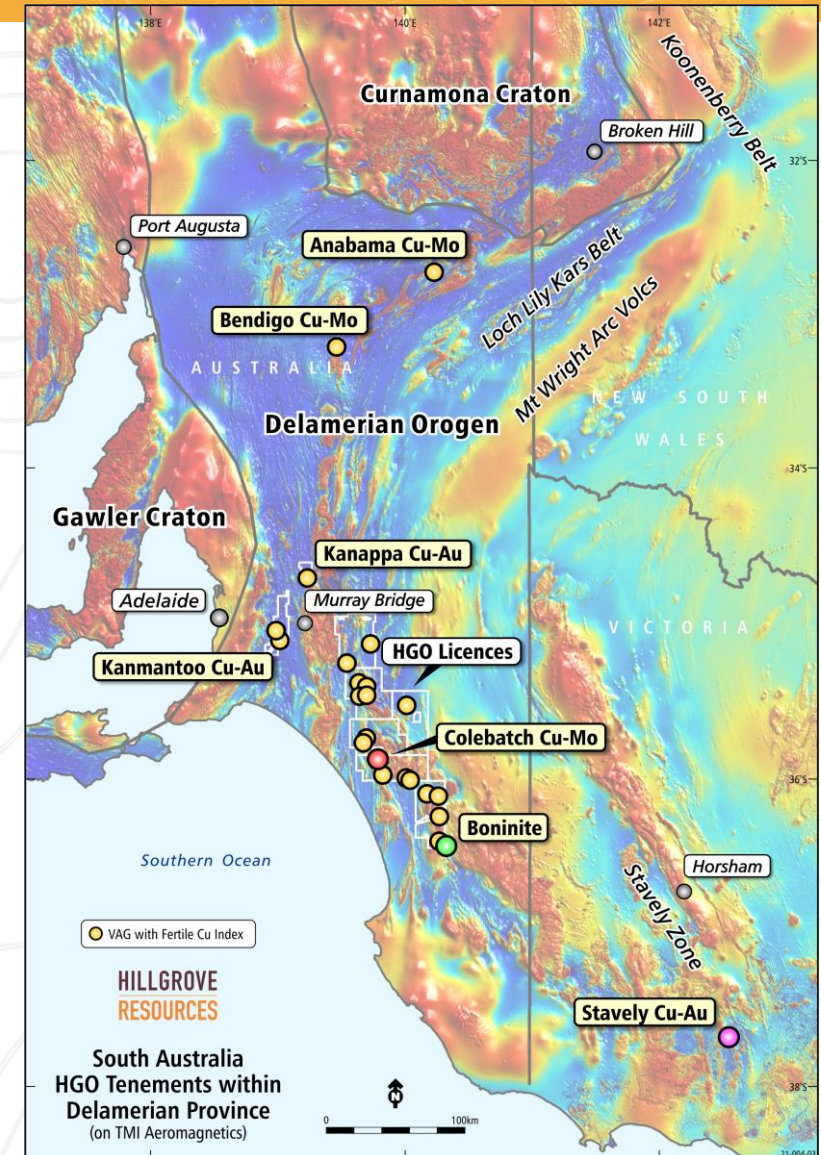 138°E
140°E
142°E
Curnamona Craton
Koonenberry Belt
Broken Hill
32°S
Port Augusta
Anabama Cu-Mo
Loch Lily Kars Belt
Bendigo Cu-Mo
Mt Wright Arc Volcs
AUSTRALIA
NEW SOUTH
WALES
Delamerian Orogen
34°S
Gawler Craton
Kanappa Cu-Au
Adelaide
Murray Bridge
VICTORIA
HGO Licences
Kanmantoo Cu-Au
Colebatch Cu-Mo
36°S
Boninite
Southern Ocean
Horsham
Stavely Zone
VAG with Fertile Cu Index
HILLGROVE
RESOURCES
Stavely Cu-Au
South Australia
HGO Tenements within
Delamerian Province
(on TMI Aeromagnetics)
N
0
100km
38°S